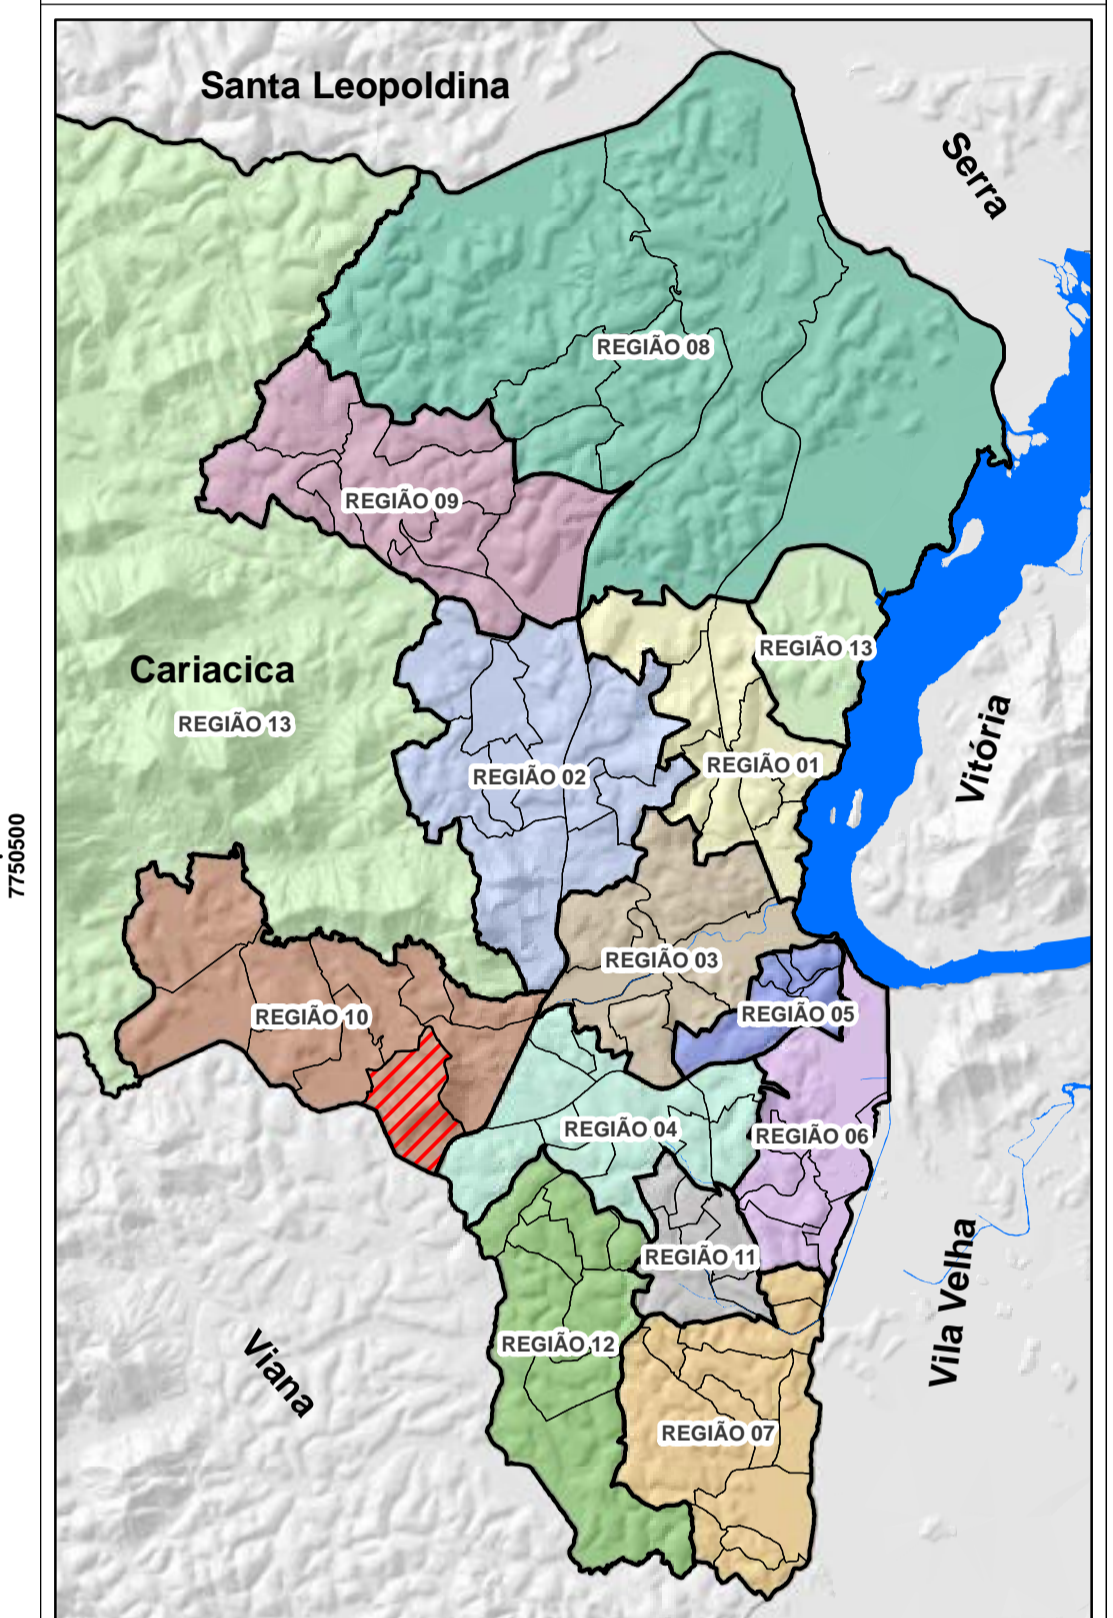 Santa Leopoldina
Serra
REGIÃO 08
REGIÃO 09
REGIÃO 13
Cariacica
REGIÃO 13
Vitória
REGIÃO 01
REGIÃO 02
7750500
REGIÃO 03
REGIÃO 05
REGIÃO 10
REGIÃO 04
REGIÃO 06
REGIÃO 11
Vila Velha
REGIÃO 12
Viana
REGIÃO 07